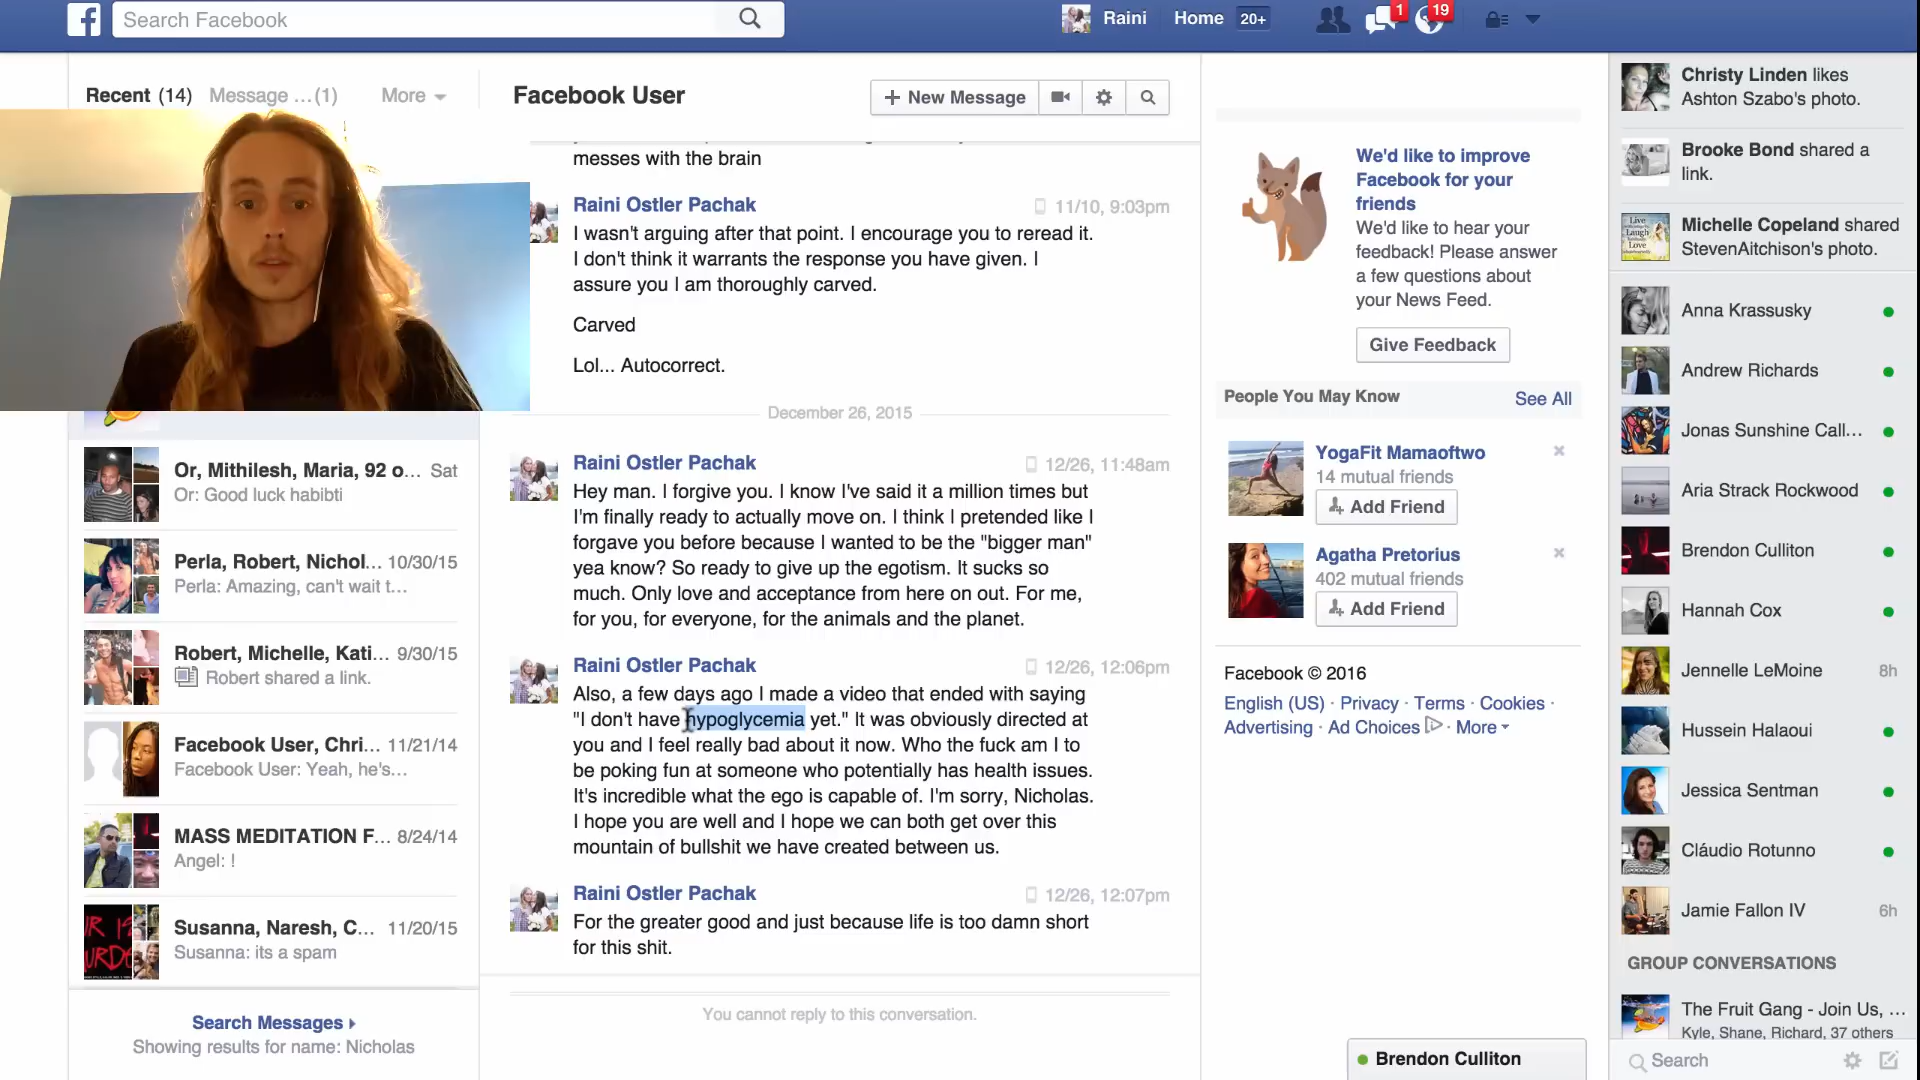 Search Facebook
Raini
Home 20+
1
19
Recent (14)
Message ... (1)
More
Facebook User
New Message
messes with the brain
Raini Ostler Pachak
11/10, 9:03pm
I wasn't arguing after that point. I encourage you to reread it.
I don't think it warrants the response you have given. I
assure you I am thoroughly carved.
Carved
Lol... Autocorrect.
December 26, 2015
Raini Ostler Pachak
12/26, 11:48am
Hey man. I forgive you. I know I've said it a million times but
I'm finally ready to actually move on. I think I pretended like I
forgave you before because I wanted to be the "bigger man"
yea know? So ready to give up the egotism. It sucks so
much. Only love and acceptance from here on out. For me,
for you, for everyone, for the animals and the planet.
Raini Ostler Pachak
12/26, 12:06pm
Also, a few days ago I made a video that ended with saying
"I don't have hypoglycemia yet." It was obviously directed at
you and I feel really bad about it now. Who the fuck am I to
be poking fun at someone who potentially has health issues.
It's incredible what the ego is capable of. I'm sorry, Nicholas.
I hope you are well and I hope we can both get over this
mountain of bullshit we have created between us.
Raini Ostler Pachak
12/26, 12:07pm
For the greater good and just because life is too damn short
for this shit.
You cannot reply to this conversation.
Or, Mithilesh, Maria, 92 o... Sat
Or: Good luck habibti
Perla, Robert, Nichol... 10/30/15
Perla: Amazing, can't wait t...
Robert, Michelle, Kati... 9/30/15
Robert shared a link.
Facebook User, Chri... 11/21/14
Facebook User: Yeah, he's...
MASS MEDITATION F... 8/24/14
Angel: !
Susanna, Naresh, C... 11/20/15
Susanna: its a spam
Search Messages
Showing results for name: Nicholas
We'd like to improve
Facebook for your
friends
We'd like to hear your
feedback! Please answer
a few questions about
your News Feed.
Give Feedback
People You May Know
See All
YogaFit Mamaoftwo
14 mutual friends
Add Friend
Agatha Pretorius
402 mutual friends
Add Friend
Facebook © 2016
English (US) · Privacy · Terms · Cookies ·
Advertising · Ad Choices · More
Christy Linden likes
Ashton Szabo's photo.
Brooke Bond shared a
link.
Michelle Copeland shared
StevenAitchison's photo.
Anna Krassusky
Andrew Richards
Jonas Sunshine Call...
Aria Strack Rockwood
Brendon Culliton
Hannah Cox
Jennelle LeMoine 8h
Hussein Halaoui
Jessica Sentman
Cláudio Rotunno
Jamie Fallon IV 6h
GROUP CONVERSATIONS
The Fruit Gang - Join Us, ...
Kyle, Shane, Richard, 37 others
Search
Brendon Culliton